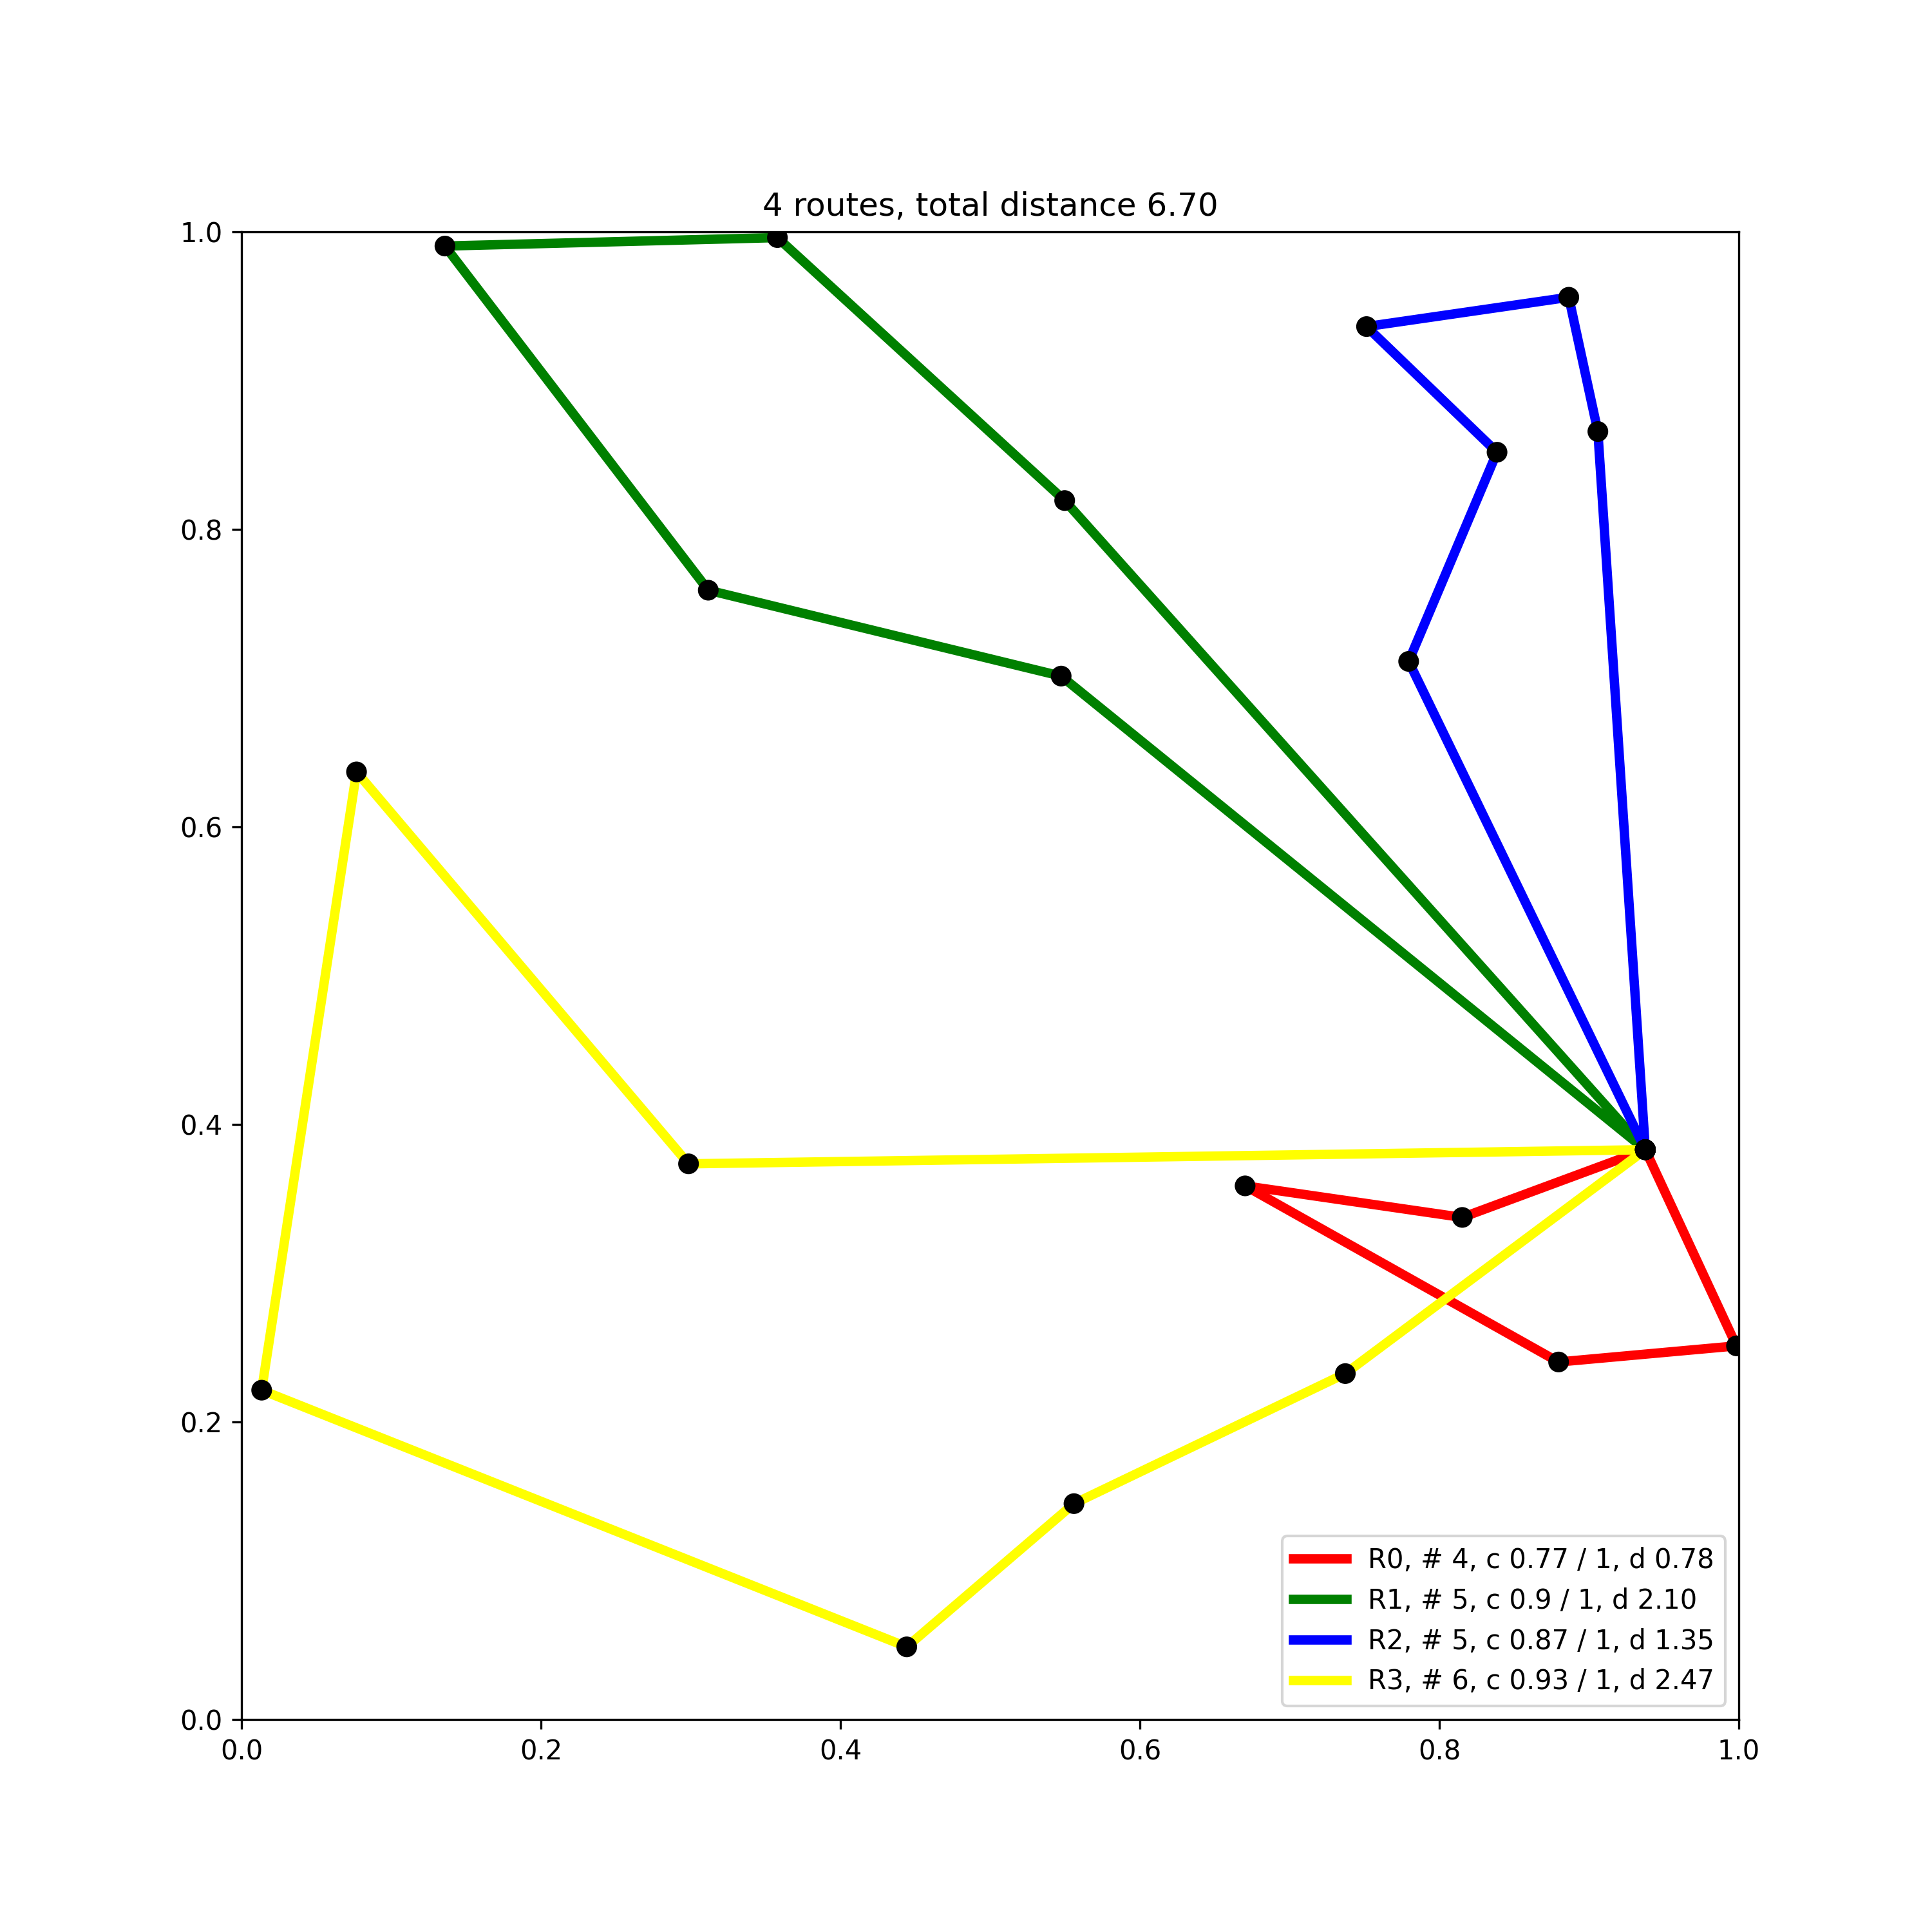 4 routes, total distance 6.70
1.0
0.8
0.6
0.4
0.2
0.0
0.0 0.2 0.4 0.6 0.8 1.0
R0, # 4, c 0.77 / 1, d 0.78
R1, # 5, c 0.9 / 1, d 2.10
R2, # 5, c 0.87 / 1, d 1.35
R3, # 6, c 0.93 / 1, d 2.47